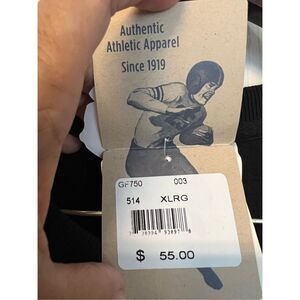 Authentic
Athletic Apparel
Since 1919
GF750 003
514 XLRG
$ 55.00